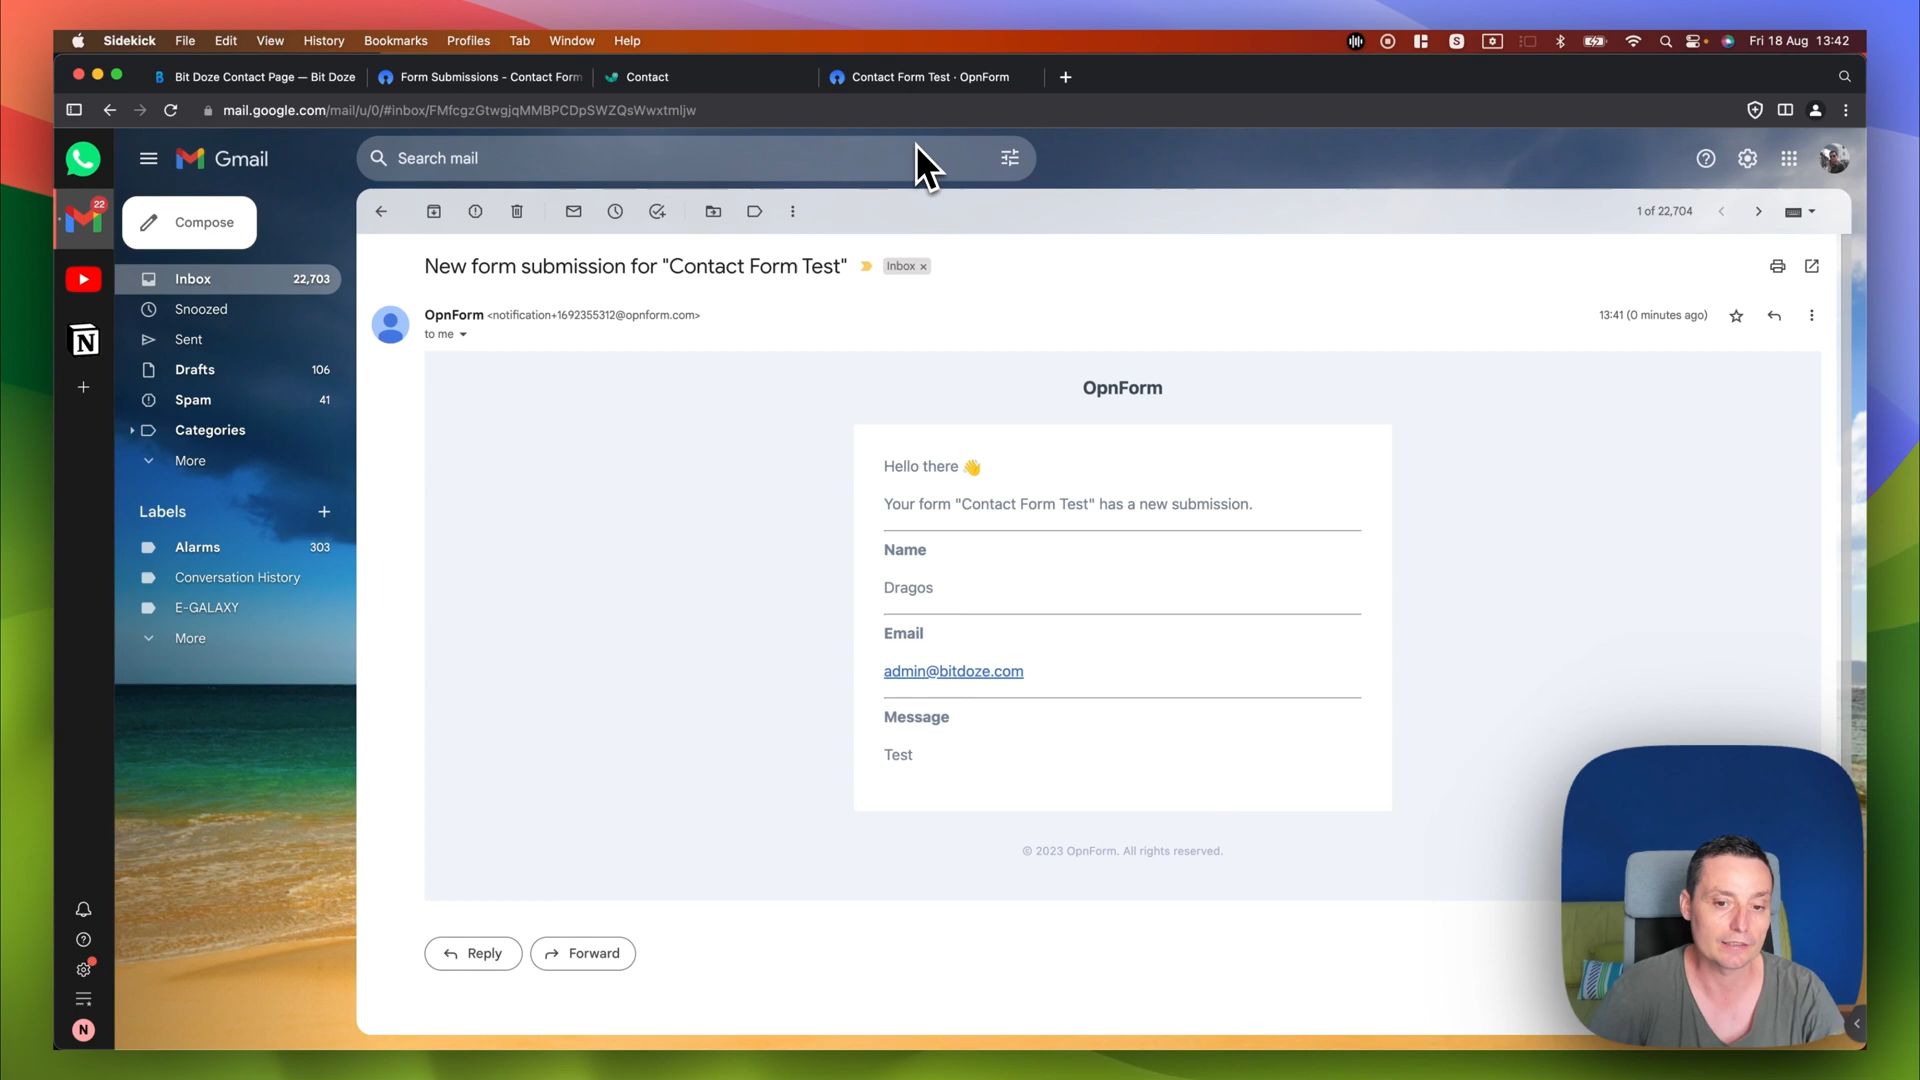 Sidekick File Edit View History Bookmarks Profiles Tab Window Help
S Fri 18 Aug 13:42
B Bit Doze Contact Page — Bit Doze
Form Submissions - Contact Form
Contact
Contact Form Test · OpnForm
mail.google.com/mail/u/0/#inbox/FMfcgzGtwgjqMMBPCDpSWZQsWwxtmljw
Gmail
Search mail
22
Compose
1 of 22,704
Inbox 22,703
Snoozed
Sent
Drafts 106
Spam 41
Categories
More
Labels
Alarms 303
Conversation History
E-GALAXY
More
N
N
New form submission for "Contact Form Test" Inbox ×
OpnForm <notification+1692355312@opnform.com> 13:41 (0 minutes ago)
to me
OpnForm
Hello there 👋
Your form "Contact Form Test" has a new submission.
Name
Dragos
Email
admin@bitdoze.com
Message
Test
© 2023 OpnForm. All rights reserved.
Reply
Forward